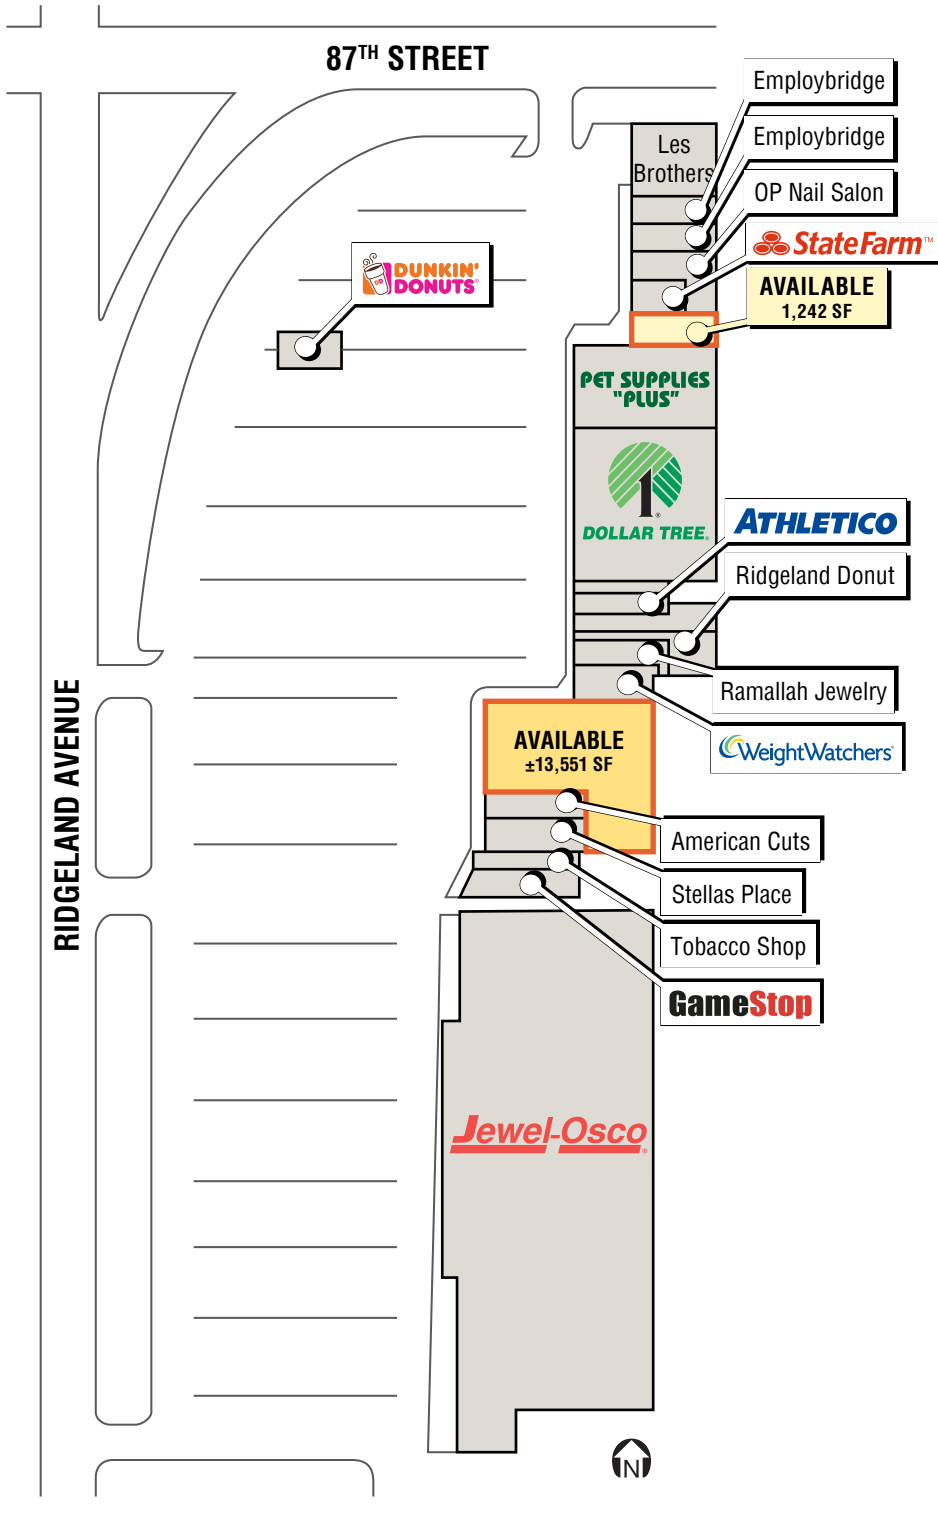 87TH STREET
Employbridge
Employbridge
Les
Brothers
OP Nail Salon
StateFarm™
DUNKIN'
DONUTS®
AVAILABLE
1,242 SF
PET SUPPLIES
"PLUS"
1®
DOLLAR TREE®
ATHLETICO
Ridgeland Donut
Ramallah Jewelry
WeightWatchers®
RIDGELAND AVENUE
AVAILABLE
±13,551 SF
American Cuts
Stellas Place
Tobacco Shop
GameStop
Jewel-Osco®
N